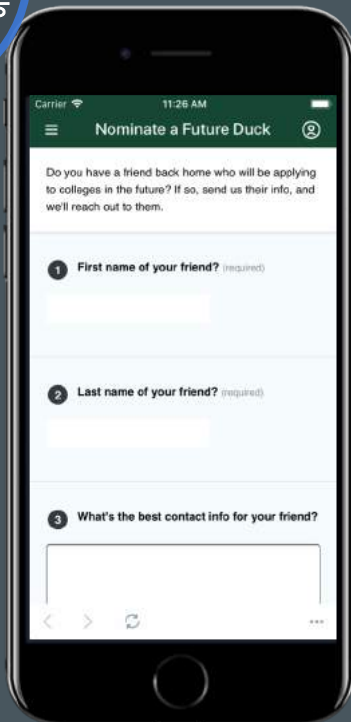 Carrier 11:26 AM
Nominate a Future Duck
Do you have a friend back home who will be applying
to colleges in the future? If so, send us their info, and
we'll reach out to them.
1 First name of your friend? (required)
2 Last name of your friend? (required)
3 What's the best contact info for your friend?